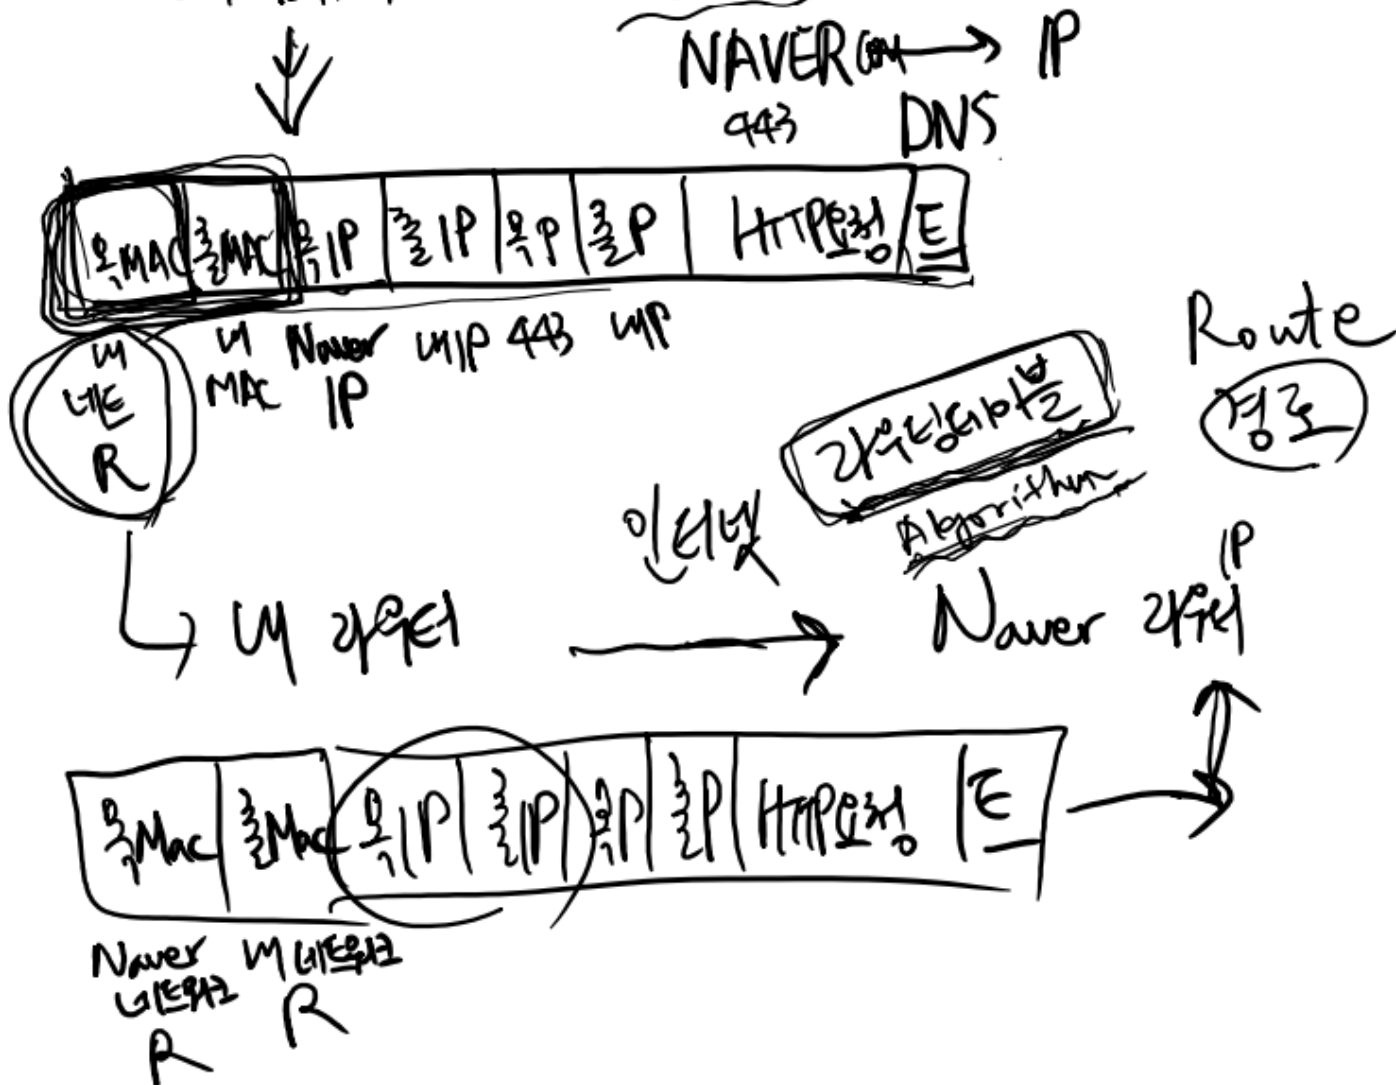 NAVER.com → IP
443 DNS
목MAC 출MAC 목IP 출IP 목P 출P HTTP요청 E
내 네트 R
내 MAC
Naver IP
내IP 443 내P
Route
경로
라우팅테이블
Algorithm
인터넷
내 라우터 → Naver 라우터
IP
목Mac 출Mac 목IP 출IP 목P 출P HTTP요청 E
Naver 네트워크 R
내 네트워크 R